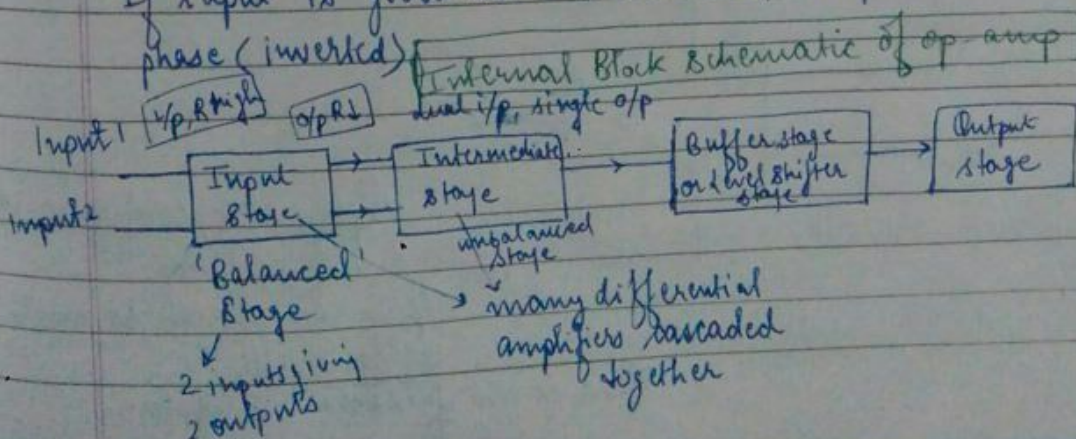 phase (inverted)
Internal Block Schematic of op amp
i/p, R high
o/p R↓
dual i/p, single o/p
Input 1
Input 2
Input
Stage
Intermediate
Stage
Buffer stage
or Level Shifter
Stage
Output
Stage
unbalanced
Stage
'Balanced'
Stage
2 inputs giving
2 outputs
many differential
amplifiers cascaded
together